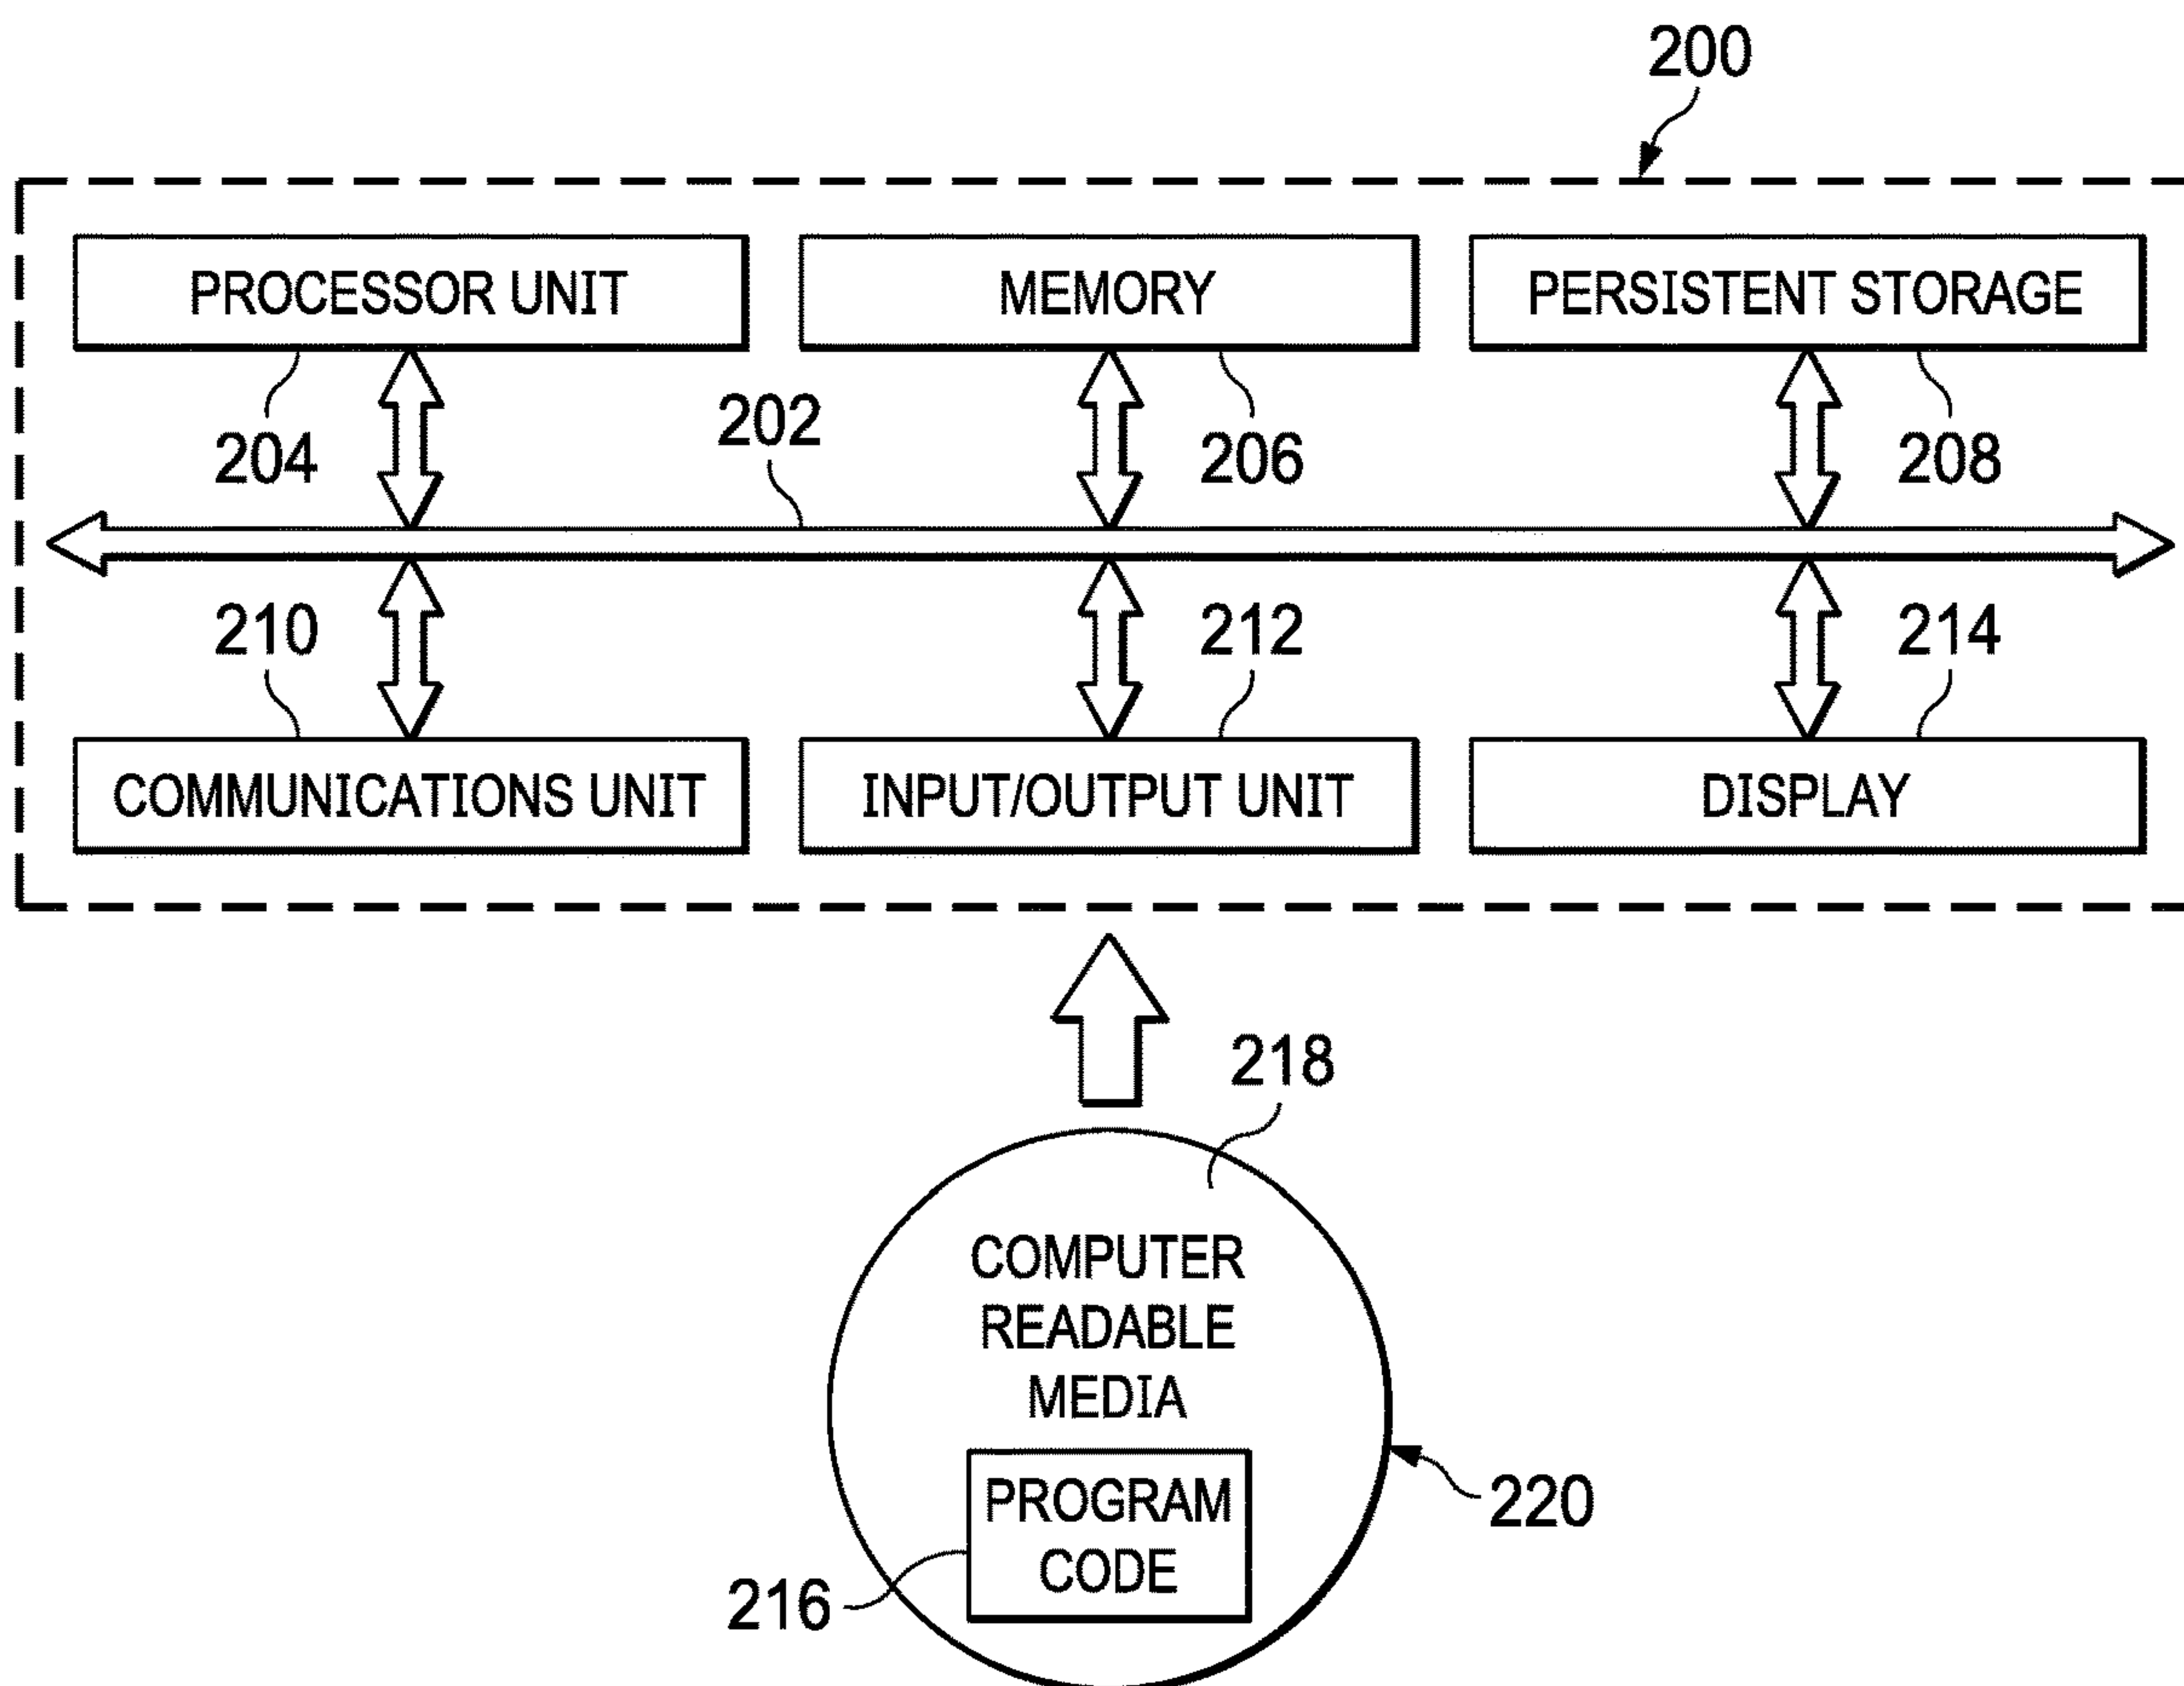 200
PROCESSOR UNIT
MEMORY
PERSISTENT STORAGE
204
202
206
208
210
212
214
COMMUNICATIONS UNIT
INPUT/OUTPUT UNIT
DISPLAY
218
COMPUTER
READABLE
MEDIA
PROGRAM
CODE
220
216